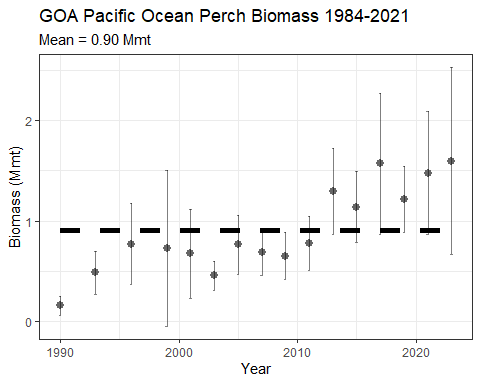 GOA Pacific Ocean Perch Biomass 1984-2021
Mean = 0.90 Mmt
Biomass (Mmt)
2
1
0
1990 2000 2010 2020
Year